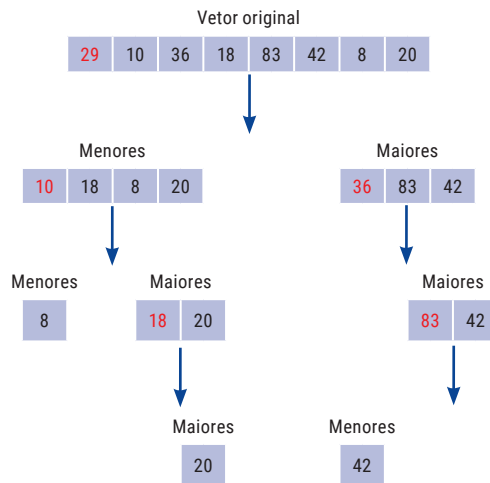 Vetor original
29 10 36 18 83 42 8 20
Menores Maiores
10 18 8 20 36 83 42
Menores Maiores Maiores
8 18 20 83 42
Maiores Menores
20 42